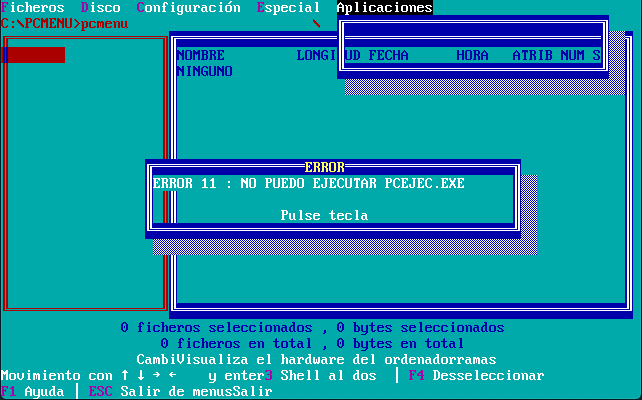 Ficheros Disco Configuración Especial Aplicaciones
C:\PCMENU>pcmenu \
NOMBRE LONGI UD FECHA HORA ATRIB NUM S
NINGUNO
ERROR
ERROR 11 : NO PUEDO EJECUTAR PCEJEC.EXE
Pulse tecla
0 ficheros seleccionados , 0 bytes seleccionados
0 ficheros en total , 0 bytes en total
CambiVisualiza el hardware del ordenadorramas
Movimiento con ↑ ↓ → ← y enter3 Shell al dos | F4 Desseleccionar
F1 Ayuda | ESC Salir de menusSalir